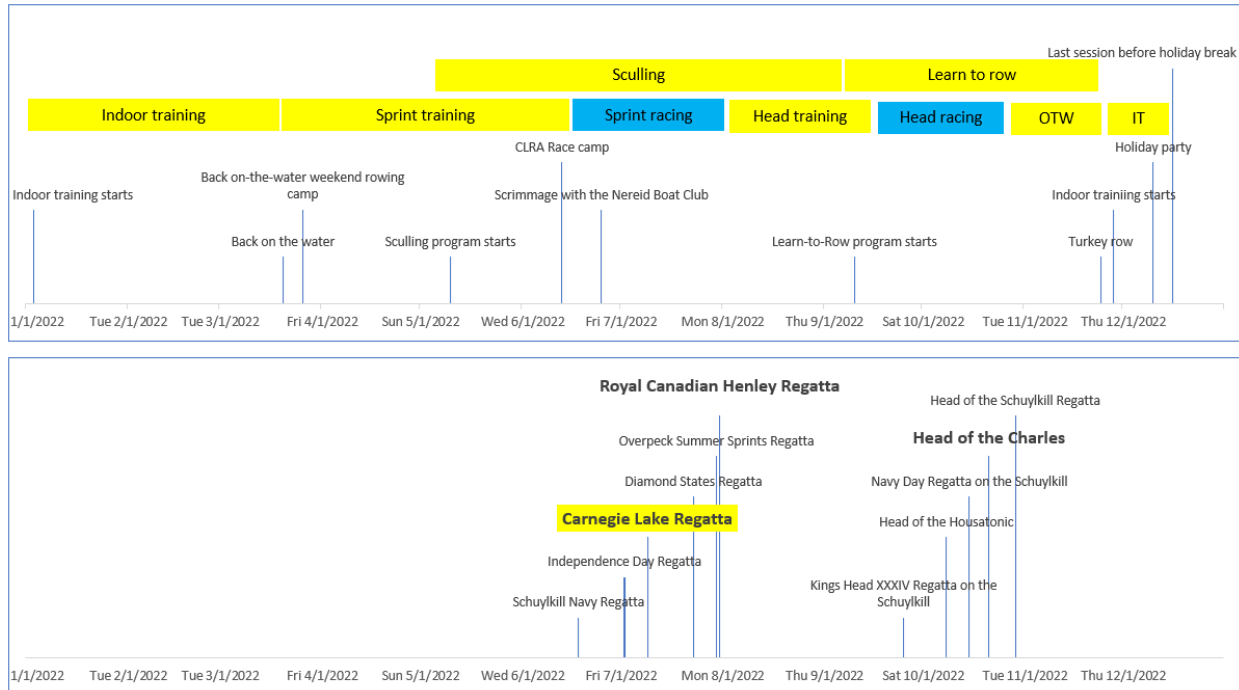 Last session before holiday break
Sculling
Learn to row
Indoor training
Sprint training
Sprint racing
Head training
Head racing
OTW
IT
CLRA Race camp
Holiday party
Back on-the-water weekend rowing
camp
Indoor training starts
Scrimmage with the Nereid Boat Club
Indoor trainiing starts
Back on the water
Sculling program starts
Learn-to-Row program starts
Turkey row
1/1/2022
Tue 2/1/2022
Tue 3/1/2022
Fri 4/1/2022
Sun 5/1/2022
Wed 6/1/2022
Fri 7/1/2022
Mon 8/1/2022
Thu 9/1/2022
Sat 10/1/2022
Tue 11/1/2022
Thu 12/1/2022
Royal Canadian Henley Regatta
Head of the Schuylkill Regatta
Overpeck Summer Sprints Regatta
Head of the Charles
Diamond States Regatta
Navy Day Regatta on the Schuylkill
Carnegie Lake Regatta
Head of the Housatonic
Independence Day Regatta
Kings Head XXXIV Regatta on the
Schuylkill
Schuylkill Navy Regatta
1/1/2022
Tue 2/1/2022
Tue 3/1/2022
Fri 4/1/2022
Sun 5/1/2022
Wed 6/1/2022
Fri 7/1/2022
Mon 8/1/2022
Thu 9/1/2022
Sat 10/1/2022
Tue 11/1/2022
Thu 12/1/2022